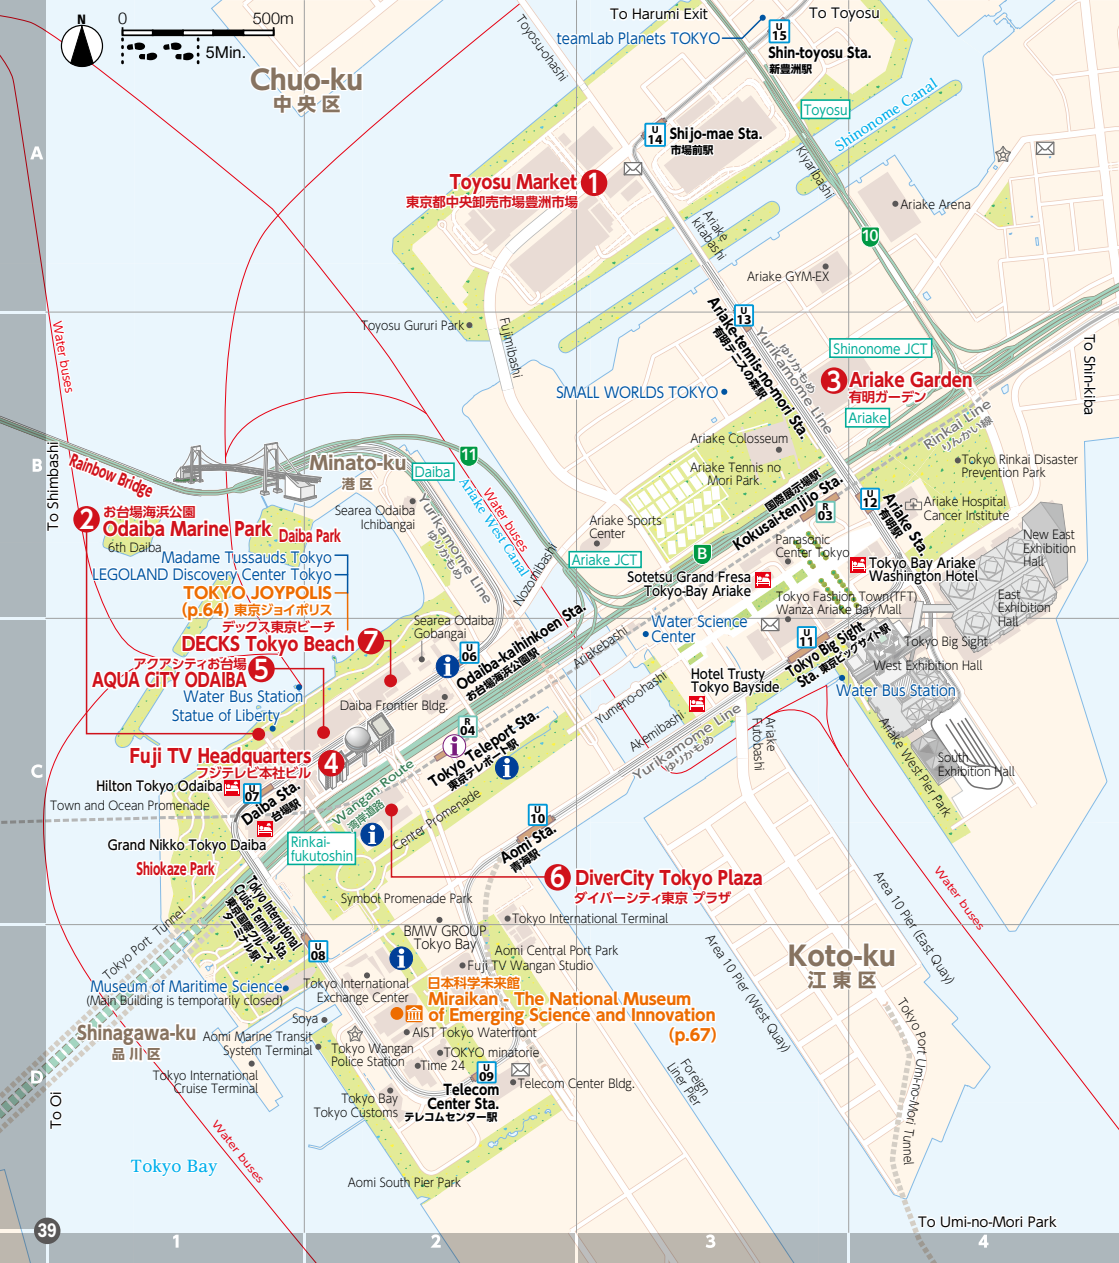 N
0
500m
5Min.
To Harumi Exit
To Toyosu
teamLab Planets TOKYO
U
15
Shin-toyosu Sta.
新豊洲駅
Toyosu-ohashi
Chuo-ku
中央区
Toyosu
Shinonome Canal
A
U
14
Shijo-mae Sta.
市場前駅
Kiyaribashi
Toyosu Market
1
東京都中央卸売市場豊洲市場
Ariake Arena
Ariake
kitabashi
10
Ariake GYM-EX
U
13
Water buses
Toyosu Gururi Park
Fujimibashi
Ariake-tennis-no-mori Sta.
有明テニスの森駅
Yurikamome Line
ゆりかもめ
Shinonome JCT
To Shin-kiba
3
Ariake Garden
有明ガーデン
SMALL WORLDS TOKYO
Ariake
Rinkai Line
りんかい線
Ariake Colosseum
Ariake Tennis no
Mori Park
B
Rainbow Bridge
To Shimbashi
Minato-ku
港区
Daiba
11
Ariake West Canal
Water buses
Tokyo Rinkai Disaster
Prevention Park
国際展示場駅
Kokusai-tenjijo Sta.
R
03
U
12
Ariake Sta.
有明駅
Ariake Hospital
Cancer Institute
2
お台場海浜公園
Odaiba Marine Park
6th Daiba
Daiba Park
Searea Odaiba
Ichibangai
Yurikamome Line
ゆりかもめ
Ariake Sports
Center
Ariake JCT
B
Panasonic
Center Tokyo
New East
Exhibition
Hall
Madame Tussauds Tokyo
LEGOLAND Discovery Center Tokyo
TOKYO JOYPOLIS
(p.64) 東京ジョイポリス
Nozomibashi
Sotetsu Grand Fresa
Tokyo-Bay Ariake
Tokyo Bay Ariake
Washington Hotel
Tokyo Fashion Town(TFT)
Wanza Ariake Bay Mall
East
Exhibition
Hall
デックス東京ビーチ
DECKS Tokyo Beach
7
Searea Odaiba
Gobangai
U
06
Odaiba-kaihinkoen Sta.
お台場海浜公園駅
Ariakebashi
Water Science
Center
U
11
Tokyo Big Sight
Sta. 東京ビッグサイト駅
Tokyo Big Sight
West Exhibition Hall
アクアシティお台場
AQUA CiTY ODAIBA
5
Water Bus Station
Statue of Liberty
Daiba Frontier Bldg.
R
04
Tokyo Teleport Sta.
東京テレポート駅
Yumeno-ohashi
Hotel Trusty
Tokyo Bayside
Water Bus Station
Akemibashi
Ariake
Futobashi
Ariake West Pier Park
South
Exhibition Hall
C
Fuji TV Headquarters
4
フジテレビ本社ビル
Hilton Tokyo Odaiba
U
07
Daiba Sta.
台場駅
Town and Ocean Promenade
Wangan Route
湾岸道路
Yurikamome Line
ゆりかもめ
Center Promenade
U
10
Aomi Sta.
青海駅
Grand Nikko Tokyo Daiba
Rinkai-
fukutoshin
Shiokaze Park
6
DiverCity Tokyo Plaza
ダイバーシティ東京 プラザ
Water buses
Area 10 Pier (East Quay)
Symbol Promenade Park
Tokyo International
Cruise Terminal Sta.
東京国際クルーズ
ターミナル駅
Tokyo Port Tunnel
U
08
BMW GROUP
Tokyo Bay
Tokyo International Terminal
Aomi Central Port Park
Fuji TV Wangan Studio
Area 10 Pier (West Quay)
Koto-ku
江東区
Museum of Maritime Science
(Main Building is temporarily closed)
Tokyo International
Exchange Center
日本科学未来館
Miraikan - The National Museum
of Emerging Science and Innovation
(p.67)
Shinagawa-ku
品川区
Soya
Aomi Marine Transit
System Terminal
AIST Tokyo Waterfront
Tokyo Wangan
Police Station
TOKYO minatorie
Time 24
Tokyo Port Umi-no-Mori Tunnel
Foreign
Liner Pier
D
To Oi
Tokyo International
Cruise Terminal
U
09
Telecom
Center Sta.
テレコムセンター駅
Telecom Center Bldg.
Tokyo Bay
Tokyo Customs
Water buses
Tokyo Bay
Aomi South Pier Park
To Umi-no-Mori Park
39
1
2
3
4